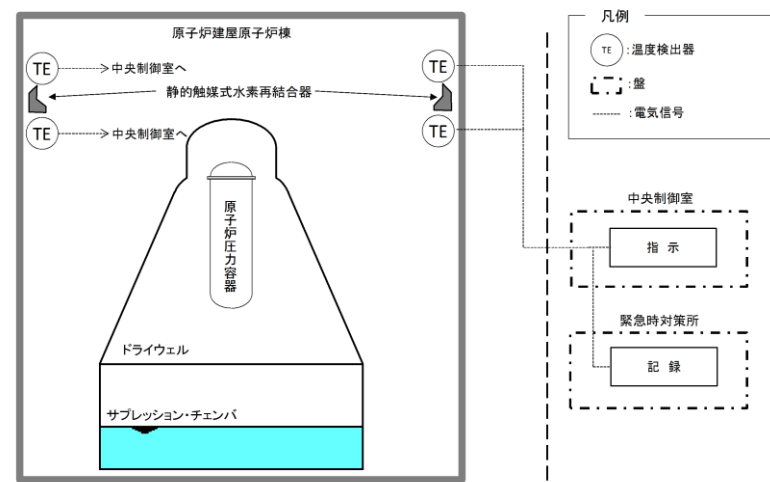 原子炉建屋原子炉棟
TE
中央制御室へ
静的触媒式水素再結合器
TE
中央制御室へ
TE
TE
原子炉圧力容器
ドライウェル
サプレッション・チェンバ
凡例
TE
:温度検出器
:盤
:電気信号
中央制御室
指示
緊急時対策所
記録